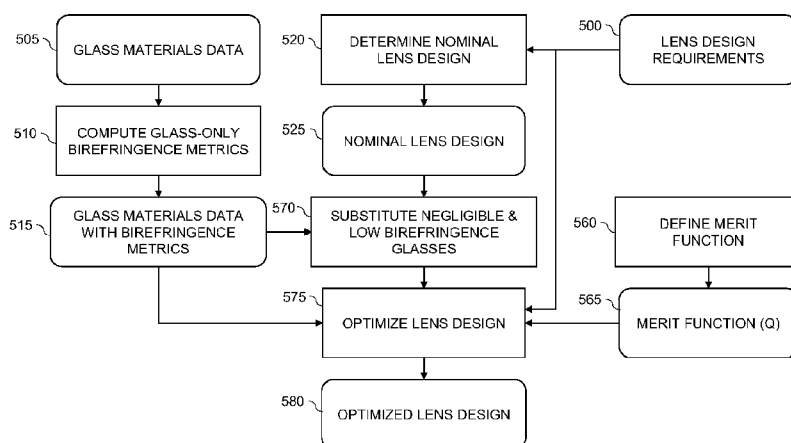 505
GLASS MATERIALS DATA
510
COMPUTE GLASS-ONLY
BIREFRINGENCE METRICS
515
GLASS MATERIALS DATA
WITH BIREFRINGENCE
METRICS
520
DETERMINE NOMINAL
LENS DESIGN
525
NOMINAL LENS DESIGN
570
SUBSTITUTE NEGLIGIBLE &
LOW BIREFRINGENCE
GLASSES
575
OPTIMIZE LENS DESIGN
580
OPTIMIZED LENS DESIGN
500
LENS DESIGN
REQUIREMENTS
560
DEFINE MERIT
FUNCTION
565
MERIT FUNCTION (Q)